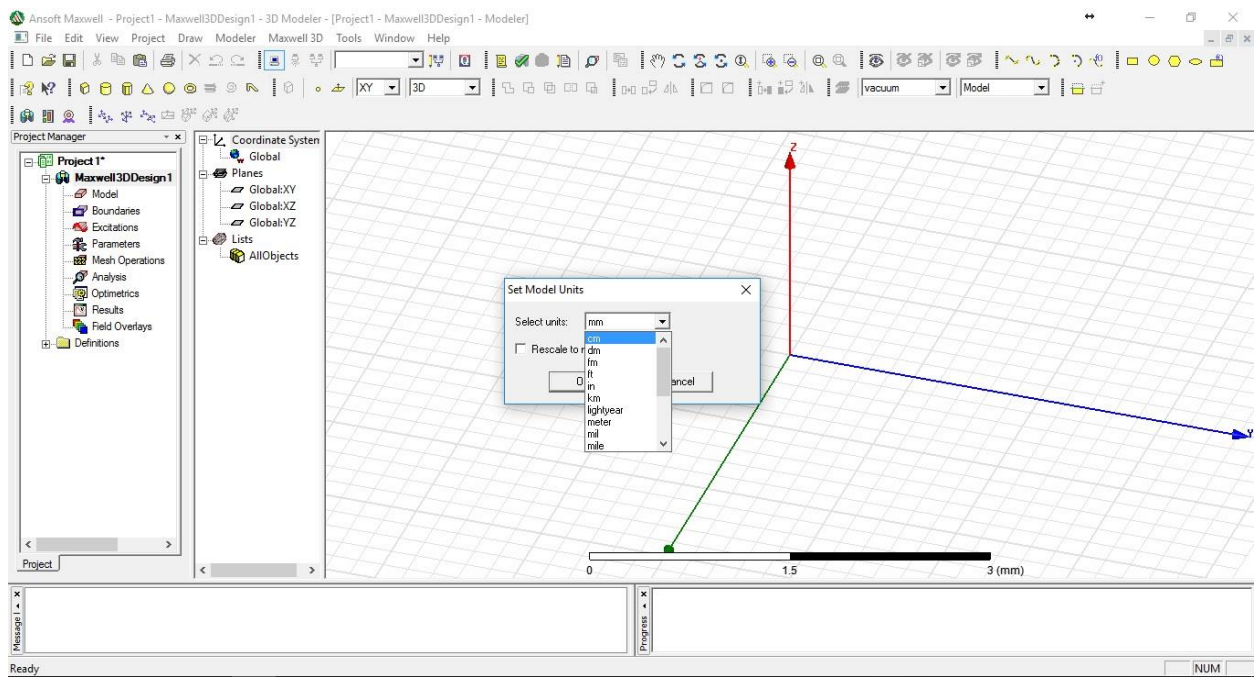 Ansoft Maxwell - Project1 - Maxwell3DDesign1 - 3D Modeler - [Project1 - Maxwell3DDesign1 - Modeler]
File Edit View Project Draw Modeler Maxwell 3D Tools Window Help
vacuum Model
XY 3D
Project Manager
Project1*
Maxwell3DDesign1
Model
Boundaries
Excitations
Parameters
Mesh Operations
Analysis
Optimetrics
Results
Field Overlays
Definitions
Project
Coordinate System
Global
Planes
Global:XY
Global:XZ
Global:YZ
Lists
AllObjects
Z
Y
Set Model Units
Select units: mm
Rescale to
cm
dm
fm
ft
in
km
lightyear
meter
mil
mile
O
ancel
0 1.5 3 (mm)
Message
Progress
Ready
NUM